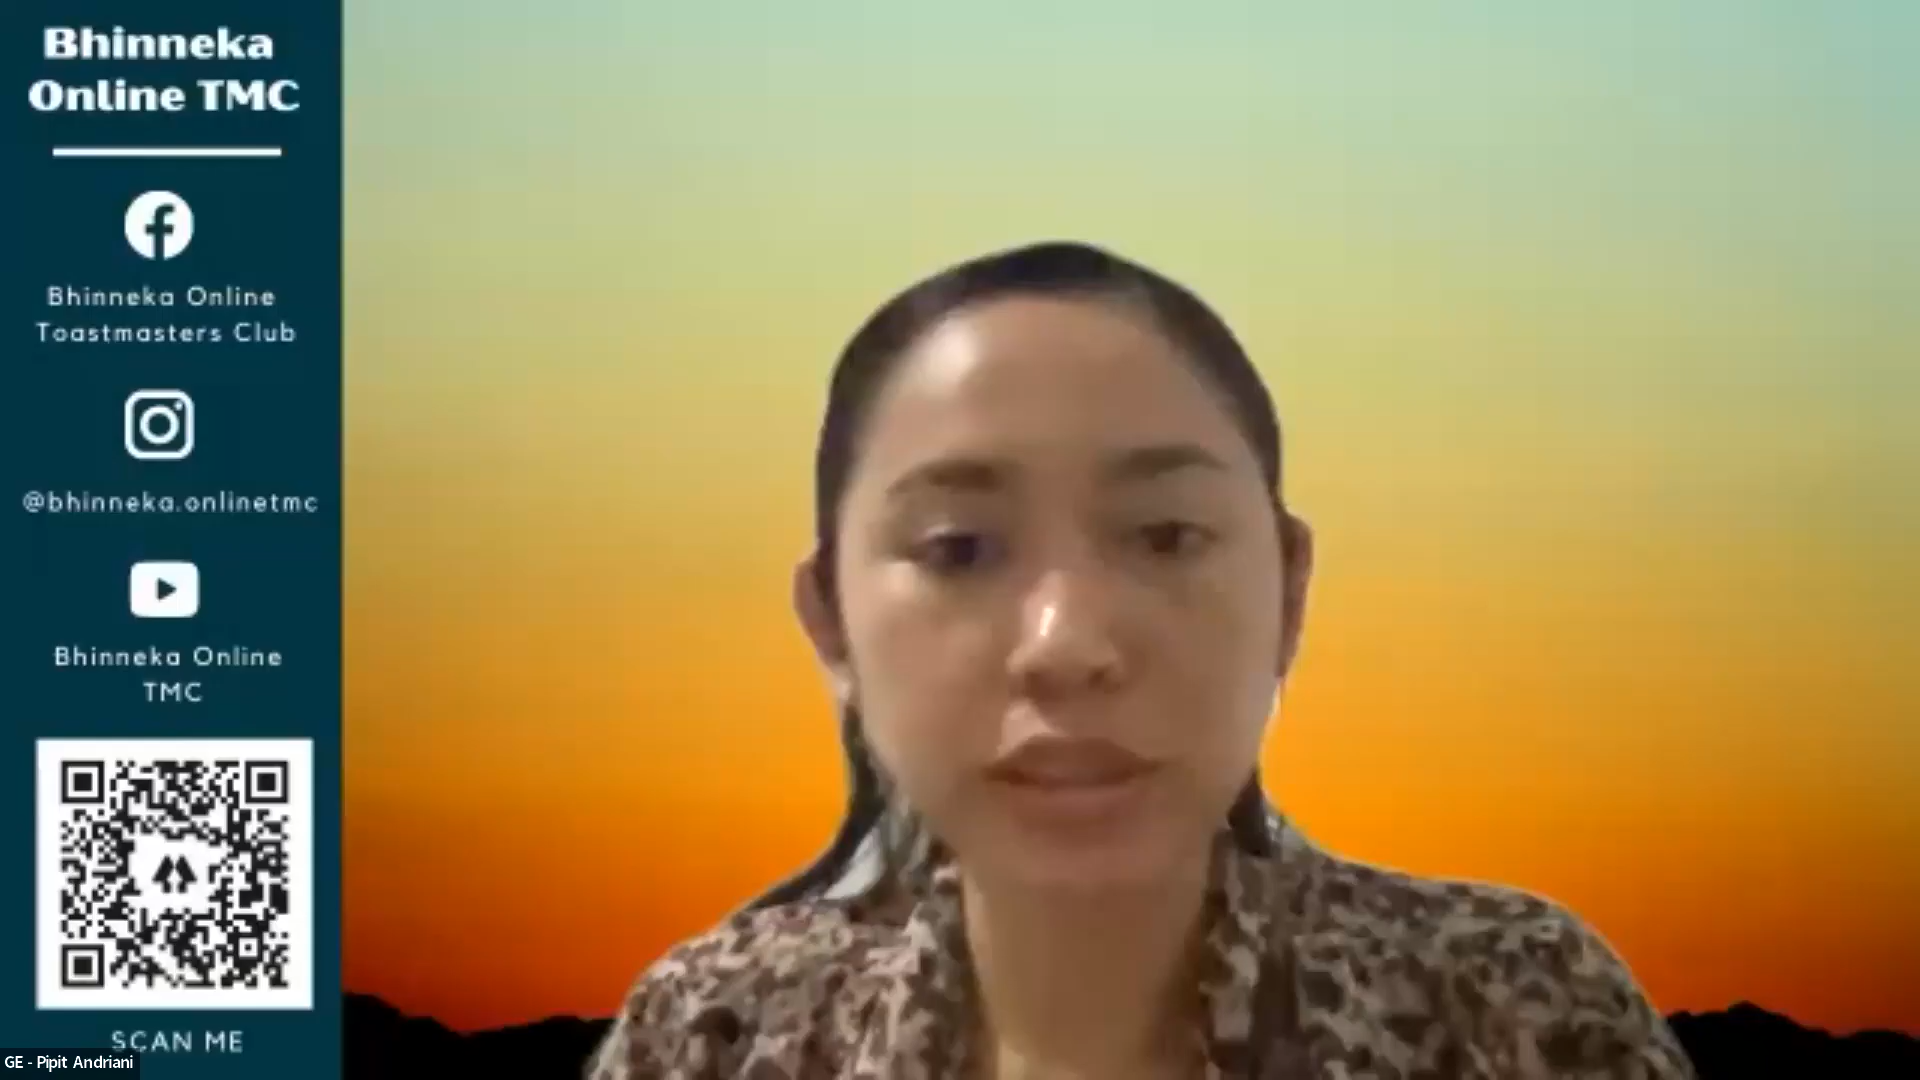 Bhinneka
Online TMC
Bhinneka Online
Toastmasters Club
@bhinneka.onlinetmc
Bhinneka Online
TMC
SCAN ME
GE - Pipit Andriani